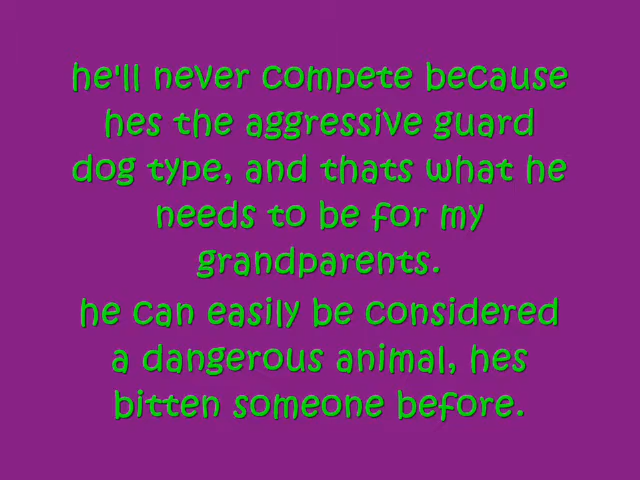 he'll never compete because
hes the aggressive guard
dog type, and thats what he
needs to be for my
grandparents.
he can easily be considered
a dangerous animal, hes
bitten someone before.